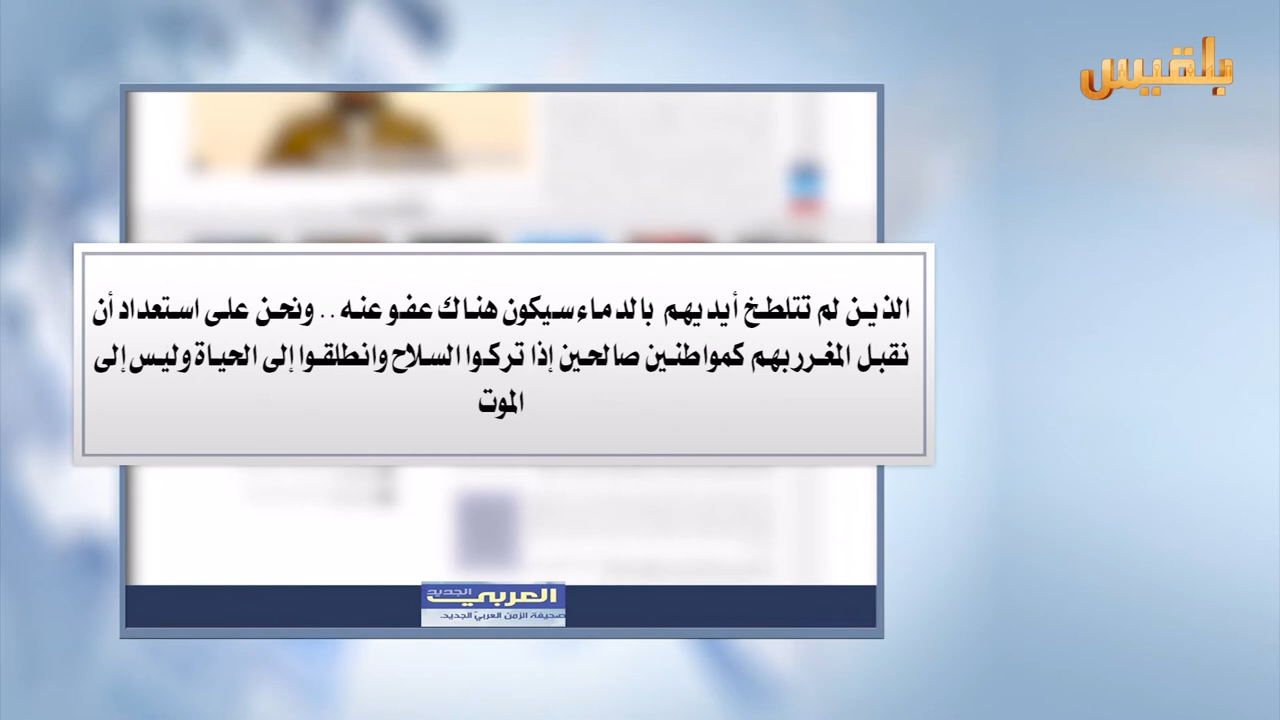 بلقيس
الذين لم تتلطخ أيديهم بالدماء سيكون هناك عفو عنه .. ونحن على استعداد أن
نقبل المغرر بهم كمواطنين صالحين إذا تركوا السلاح وانطلقوا إلى الحياة وليس إلى
الموت
العربي الجديد
صحيفة الزمن العربي الجديد.